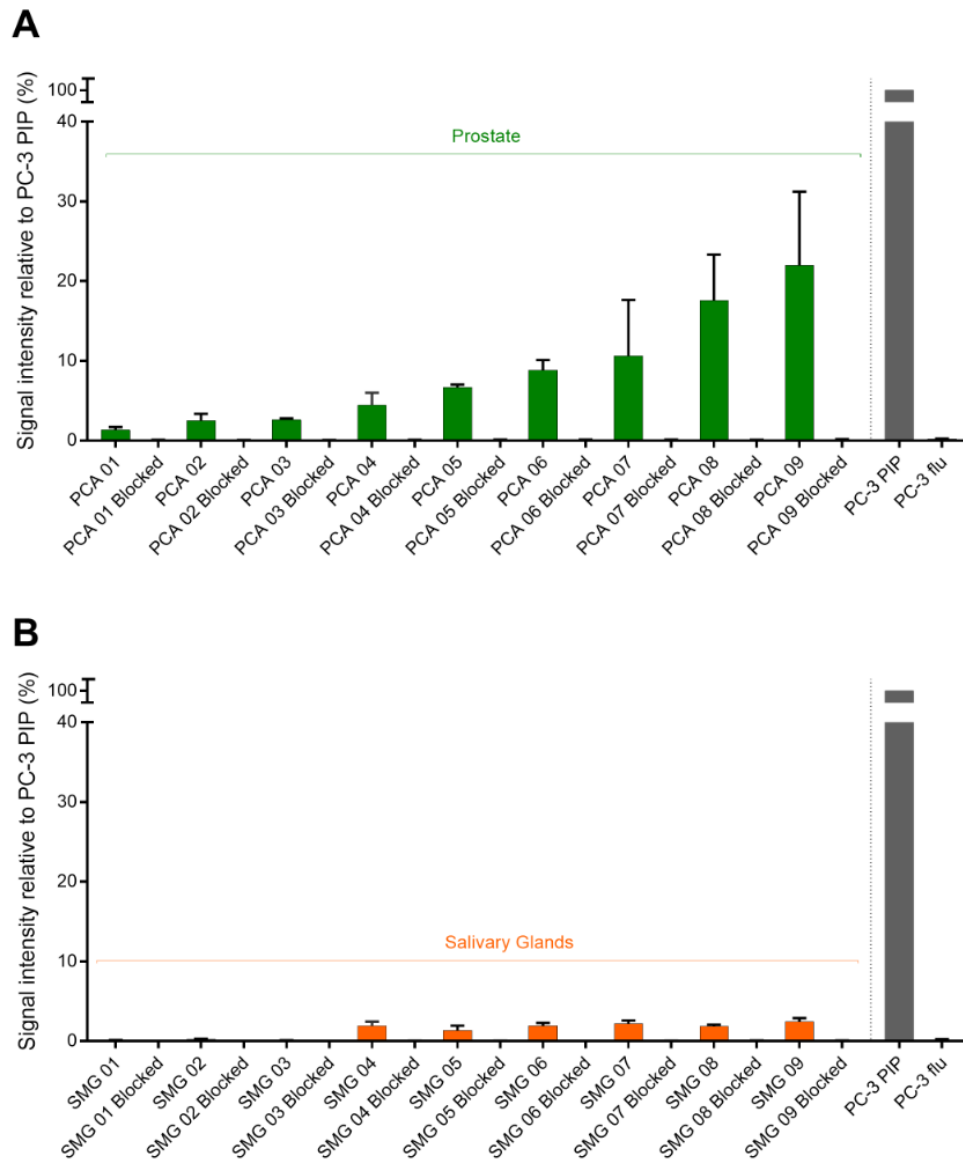 A
Signal intensity relative to PC-3 PIP (%)
100
40
30
20
10
0
Prostate
PCA 01
PCA 01 Blocked
PCA 02
PCA 02 Blocked
PCA 03
PCA 03 Blocked
PCA 04
PCA 04 Blocked
PCA 05
PCA 05 Blocked
PCA 06
PCA 06 Blocked
PCA 07
PCA 07 Blocked
PCA 08
PCA 08 Blocked
PCA 09
PCA 09 Blocked
PC-3 PIP
PC-3 flu
B
Signal intensity relative to PC-3 PIP (%)
100
40
30
20
10
0
Salivary Glands
SMG 01
SMG 01 Blocked
SMG 02
SMG 02 Blocked
SMG 03
SMG 03 Blocked
SMG 04
SMG 04 Blocked
SMG 05
SMG 05 Blocked
SMG 06
SMG 06 Blocked
SMG 07
SMG 07 Blocked
SMG 08
SMG 08 Blocked
SMG 09
SMG 09 Blocked
PC-3 PIP
PC-3 flu